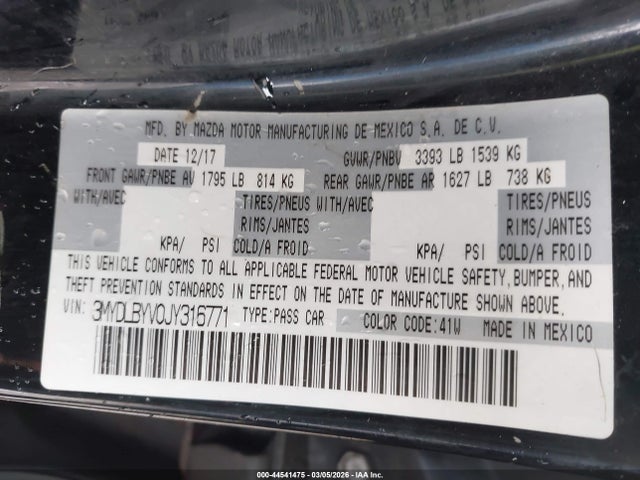 MFD. BY MAZDA MOTOR MANUFACTURING DE MEXICO S.A. DE C.V.
DATE 12/17 GVWR/PNBV 3393 LB 1539 KG
FRONT GAWR/PNBE AV 1795 LB 814 KG REAR GAWR/PNBE AR 1627 LB 738 KG
WITH/AVEC TIRES/PNEUS WITH/AVEC TIRES/PNEUS
RIMS/JANTES RIMS/JANTES
KPA/ PSI COLD/A FROID KPA/ PSI COLD/A FROID
THIS VEHICLE CONFORMS TO ALL APPLICABLE FEDERAL MOTOR VEHICLE SAFETY, BUMPER, AND
THEFT PREVENTION STANDARDS IN EFFECT ON THE DATE OF MANUFACTURE SHOWN ABOVE.
VIN: 3MYDLBYV0JY316771 TYPE:PASS CAR COLOR CODE:41W MADE IN MEXICO
000-44541475 - 03/05/2026 - IAA Inc.